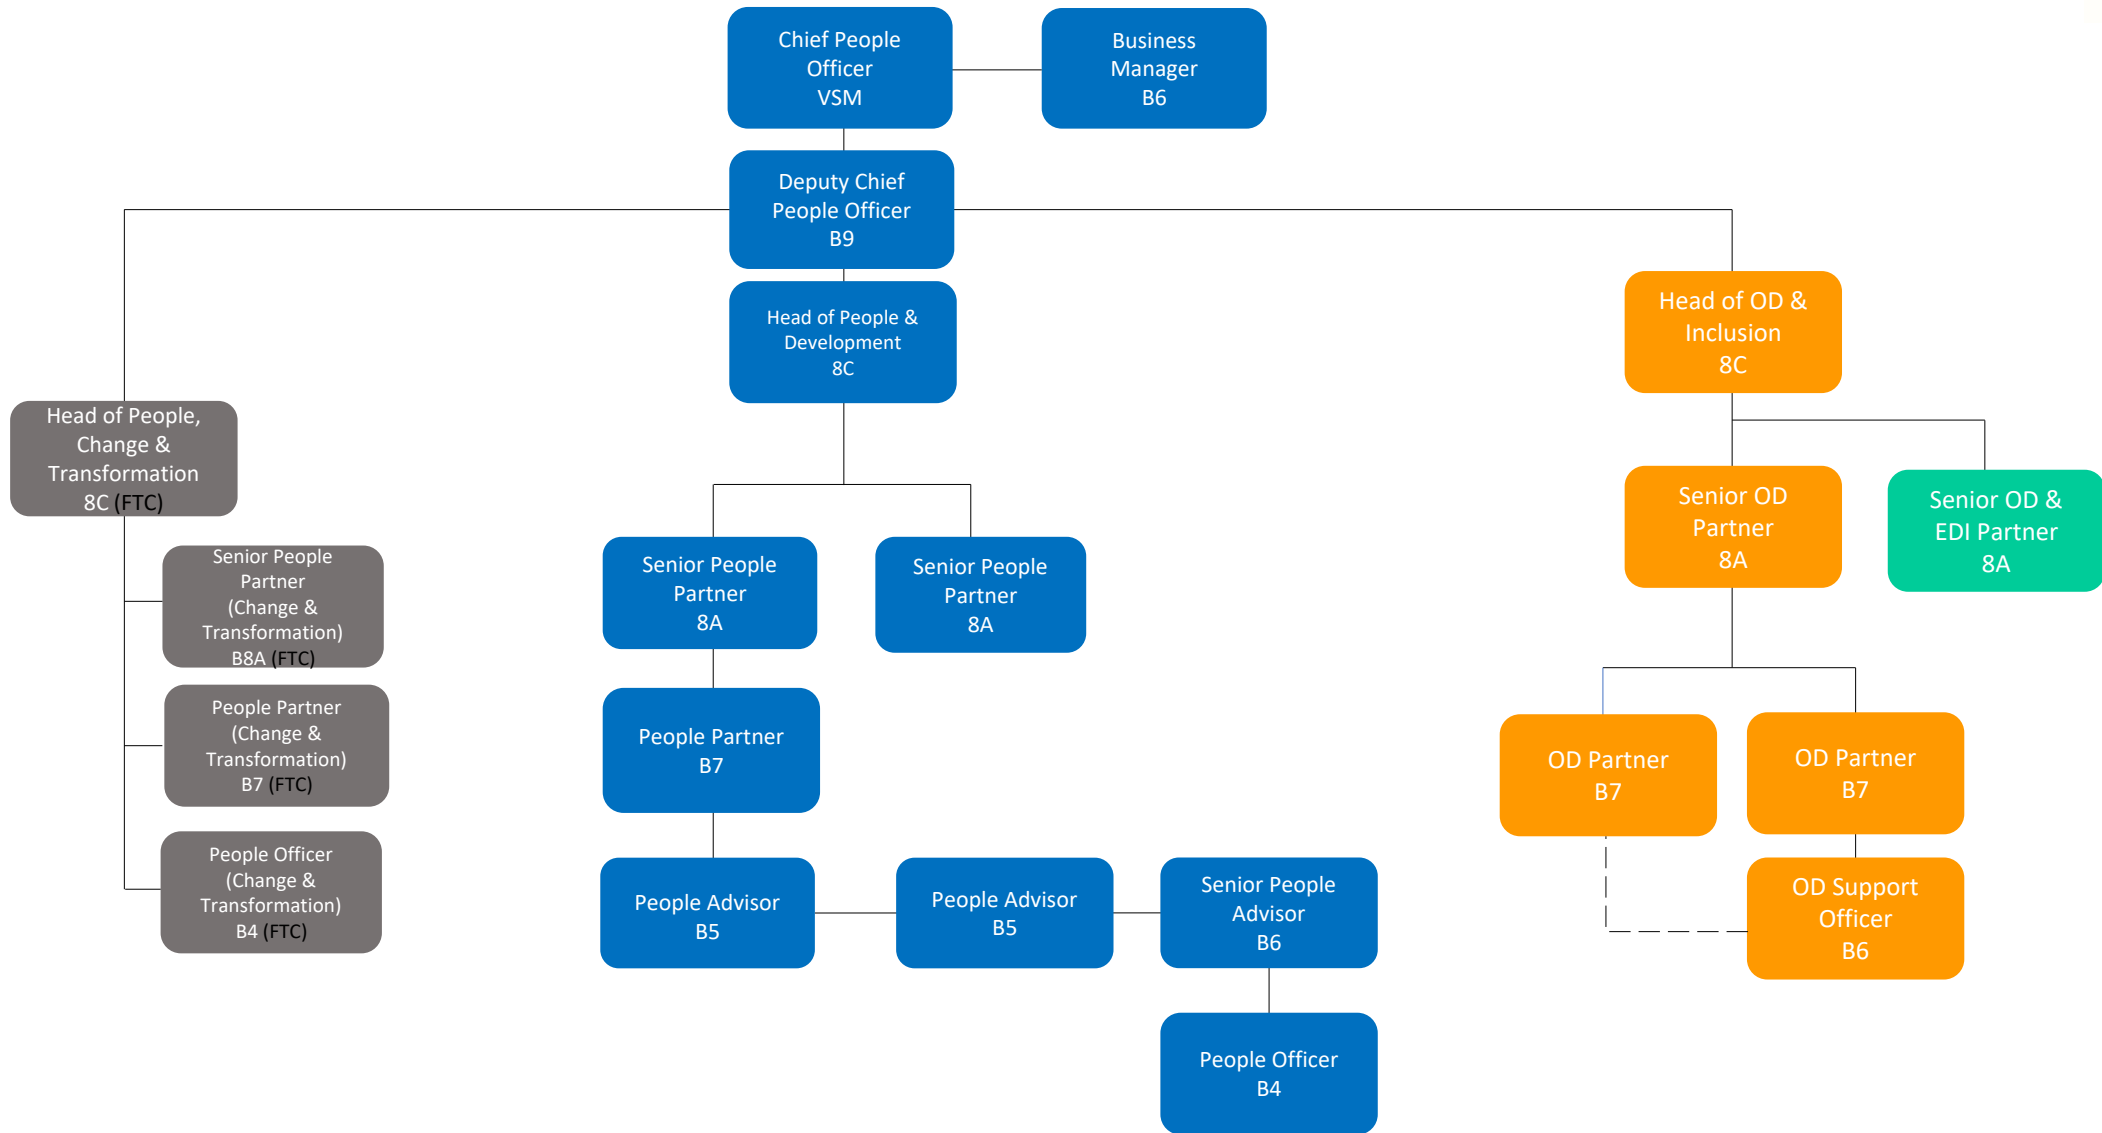 Chief People
Officer
VSM
Business
Manager
B6
Deputy Chief
People Officer
B9
Head of People &
Development
8C
Head of OD &
Inclusion
8C
Head of People,
Change &
Transformation
8C (FTC)
Senior People
Partner
(Change &
Transformation)
B8A (FTC)
People Partner
(Change &
Transformation)
B7 (FTC)
People Officer
(Change &
Transformation)
B4 (FTC)
Senior People
Partner
8A
Senior People
Partner
8A
People Partner
B7
People Advisor
B5
People Advisor
B5
Senior People
Advisor
B6
People Officer
B4
Senior OD
Partner
8A
Senior OD &
EDI Partner
8A
OD Partner
B7
OD Partner
B7
OD Support
Officer
B6